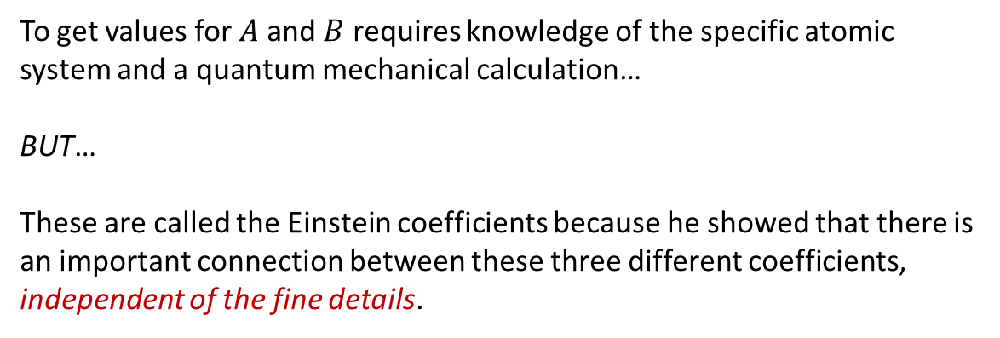 To get values for A and B requires knowledge of the specific atomic
system and a quantum mechanical calculation...
BUT...
These are called the Einstein coefficients because he showed that there is
an important connection between these three different coefficients,
independent of the fine details.